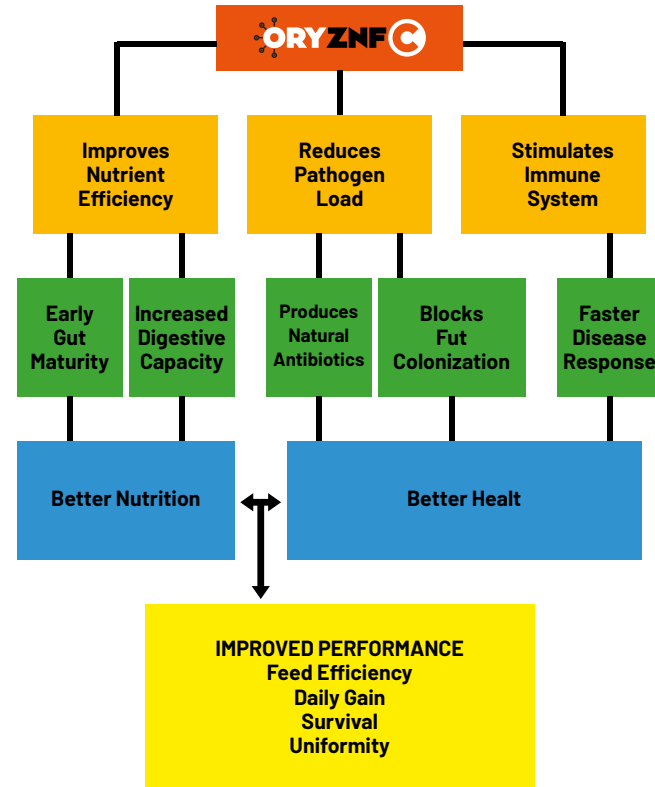 ORYZNF C
Improves
Nutrient
Efficiency
Reduces
Pathogen
Load
Stimulates
Immune
System
Early
Gut
Maturity
Increased
Digestive
Capacity
Produces
Natural
Antibiotics
Blocks
Fut
Colonization
Faster
Disease
Response
Better Nutrition
Better Healt
IMPROVED PERFORMANCE
Feed Efficiency
Daily Gain
Survival
Uniformity